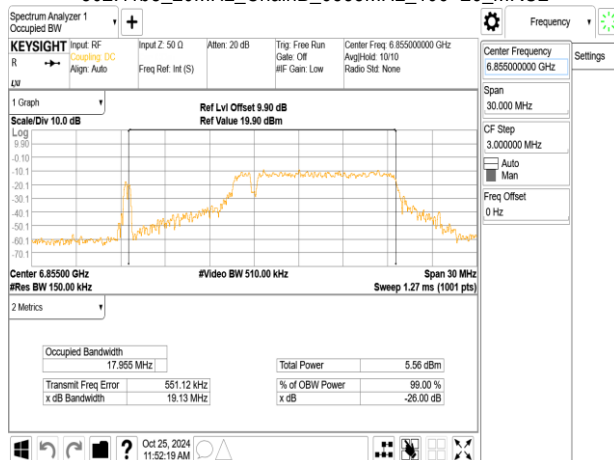 Spectrum Analyzer 1
Occupied BW
KEYSIGHT
R
Input: RF
Coupling: DC
Align: Auto
Input Z: 50 Ω
Freq Ref: Int (S)
Atten: 20 dB
Trig: Free Run
Gate: Off
#IF Gain: Low
Center Freq: 6.855000000 GHz
Avg|Hold: 10/10
Radio Std: None
1 Graph
Scale/Div 10.0 dB
Ref Lvl Offset 9.90 dB
Ref Value 19.90 dBm
Log
9.90
-0.10
-10.1
-20.1
-30.1
-40.1
-50.1
-60.1
-70.1
Center 6.85500 GHz
#Video BW 510.00 kHz
Span 30 MHz
#Res BW 150.00 kHz
Sweep 1.27 ms (1001 pts)
2 Metrics
Occupied Bandwidth
17.955 MHz
Total Power 5.56 dBm
Transmit Freq Error 551.12 kHz
% of OBW Power 99.00 %
x dB Bandwidth 19.13 MHz
x dB -26.00 dB
Oct 25, 2024
11:52:19 AM
Frequency
Settings
Center Frequency
6.855000000 GHz
Span
30.000 MHz
CF Step
3.000000 MHz
Auto
Man
Freq Offset
0 Hz